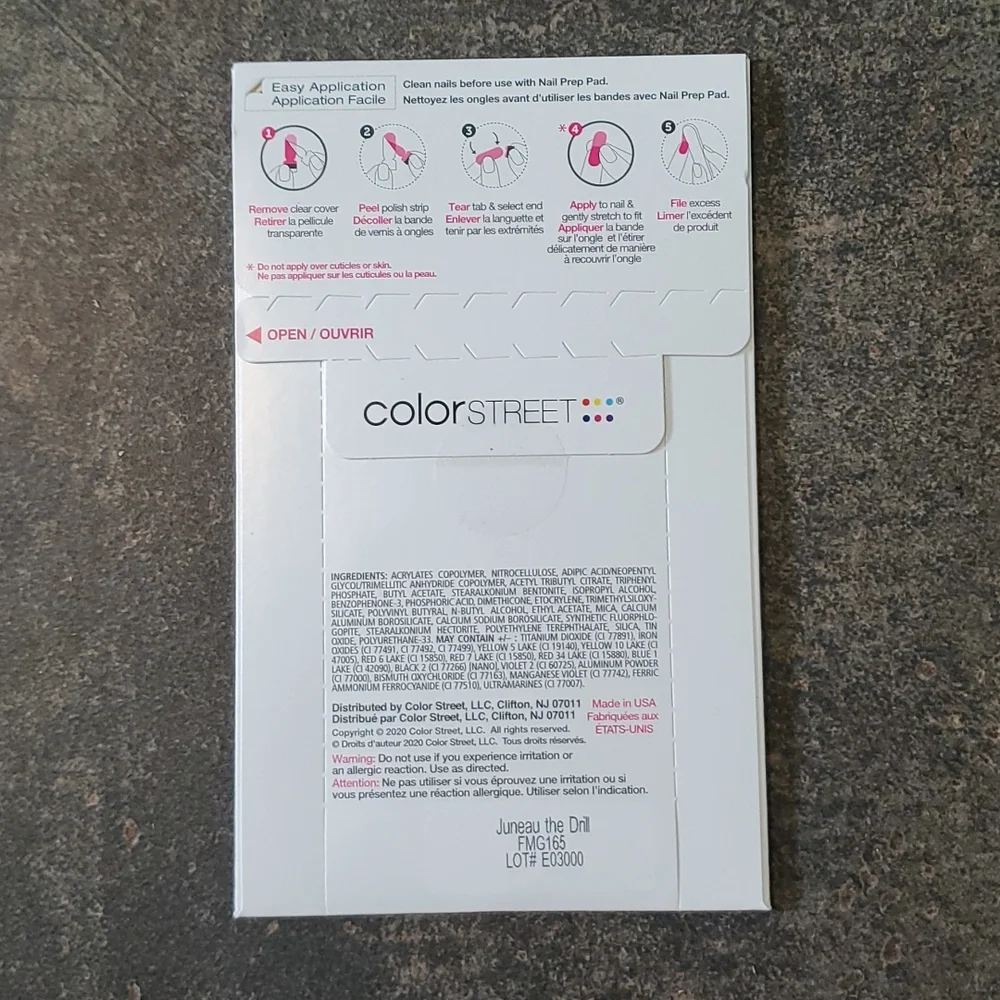 Easy Application
Application Facile
Clean nails before use with Nail Prep Pad.
Nettoyez les ongles avant d'utiliser les bandes avec Nail Prep Pad.
1
Remove clear cover
Retirer la pellicule
transparente
2
Peel polish strip
Décoller la bande
de vernis à ongles
3
Tear tab & select end
Enlever la languette et
tenir par les extrémités
*4
Apply to nail &
gently stretch to fit
Appliquer la bande
sur l'ongle et l'étirer
délicatement de manière
à recouvrir l'ongle
5
File excess
Limer l'excédent
de produit
* Do not apply over cuticles or skin.
Ne pas appliquer sur les cuticules ou la peau.
OPEN / OUVRIR
colorSTREET®
INGREDIENTS: ACRYLATES COPOLYMER, NITROCELLULOSE, ADIPIC ACID/NEOPENTYL
GLYCOL/TRIMELLITIC ANHYDRIDE COPOLYMER, ACETYL TRIBUTYL CITRATE, TRIPHENYL
PHOSPHATE, BUTYL ACETATE, STEARALKONIUM BENTONITE, ISOPROPYL ALCOHOL,
BENZOPHENONE-3, PHOSPHORIC ACID, DIMETHICONE, ETOCRYLENE, TRIMETHYLSILOXY-
SILICATE, POLYVINYL BUTYRAL, N-BUTYL ALCOHOL, ETHYL ACETATE, MICA, CALCIUM
ALUMINUM BOROSILICATE, CALCIUM SODIUM BOROSILICATE, SYNTHETIC FLUORPHLO-
GOPITE, STEARALKONIUM HECTORITE, POLYETHYLENE TEREPHTHALATE, SILICA, TIN
OXIDE, POLYURETHANE-33. MAY CONTAIN +/– : TITANIUM DIOXIDE (CI 77891), IRON
OXIDES (CI 77491, CI 77492, CI 77499), YELLOW 5 LAKE (CI 19140), YELLOW 10 LAKE (CI
47005), RED 6 LAKE (CI 15850), RED 7 LAKE (CI 15850), RED 34 LAKE (CI 15880), BLUE 1
LAKE (CI 42090), BLACK 2 (CI 77266) [NANO], VIOLET 2 (CI 60725), ALUMINUM POWDER
(CI 77000), BISMUTH OXYCHLORIDE (CI 77163), MANGANESE VIOLET (CI 77742), FERRIC
AMMONIUM FERROCYANIDE (CI 77510), ULTRAMARINES (CI 77007).
Distributed by Color Street, LLC, Clifton, NJ 07011
Distribué par Color Street, LLC, Clifton, NJ 07011
Made in USA
Fabriquées aux
ÉTATS-UNIS
Copyright © 2020 Color Street, LLC. All rights reserved.
© Droits d'auteur 2020 Color Street, LLC. Tous droits réservés.
Warning: Do not use if you experience irritation or
an allergic reaction. Use as directed.
Attention: Ne pas utiliser si vous éprouvez une irritation ou si
vous présentez une réaction allergique. Utiliser selon l'indication.
Juneau the Drill
FMG165
LOT# E03000